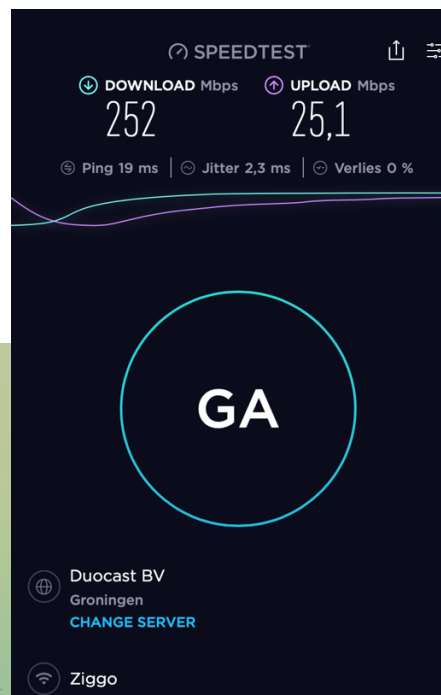 SPEEDTEST
DOWNLOAD Mbps UPLOAD Mbps
252 25,1
Ping 19 ms Jitter 2,3 ms Verlies 0 %
GA
Duocast BV
Groningen
CHANGE SERVER
Ziggo